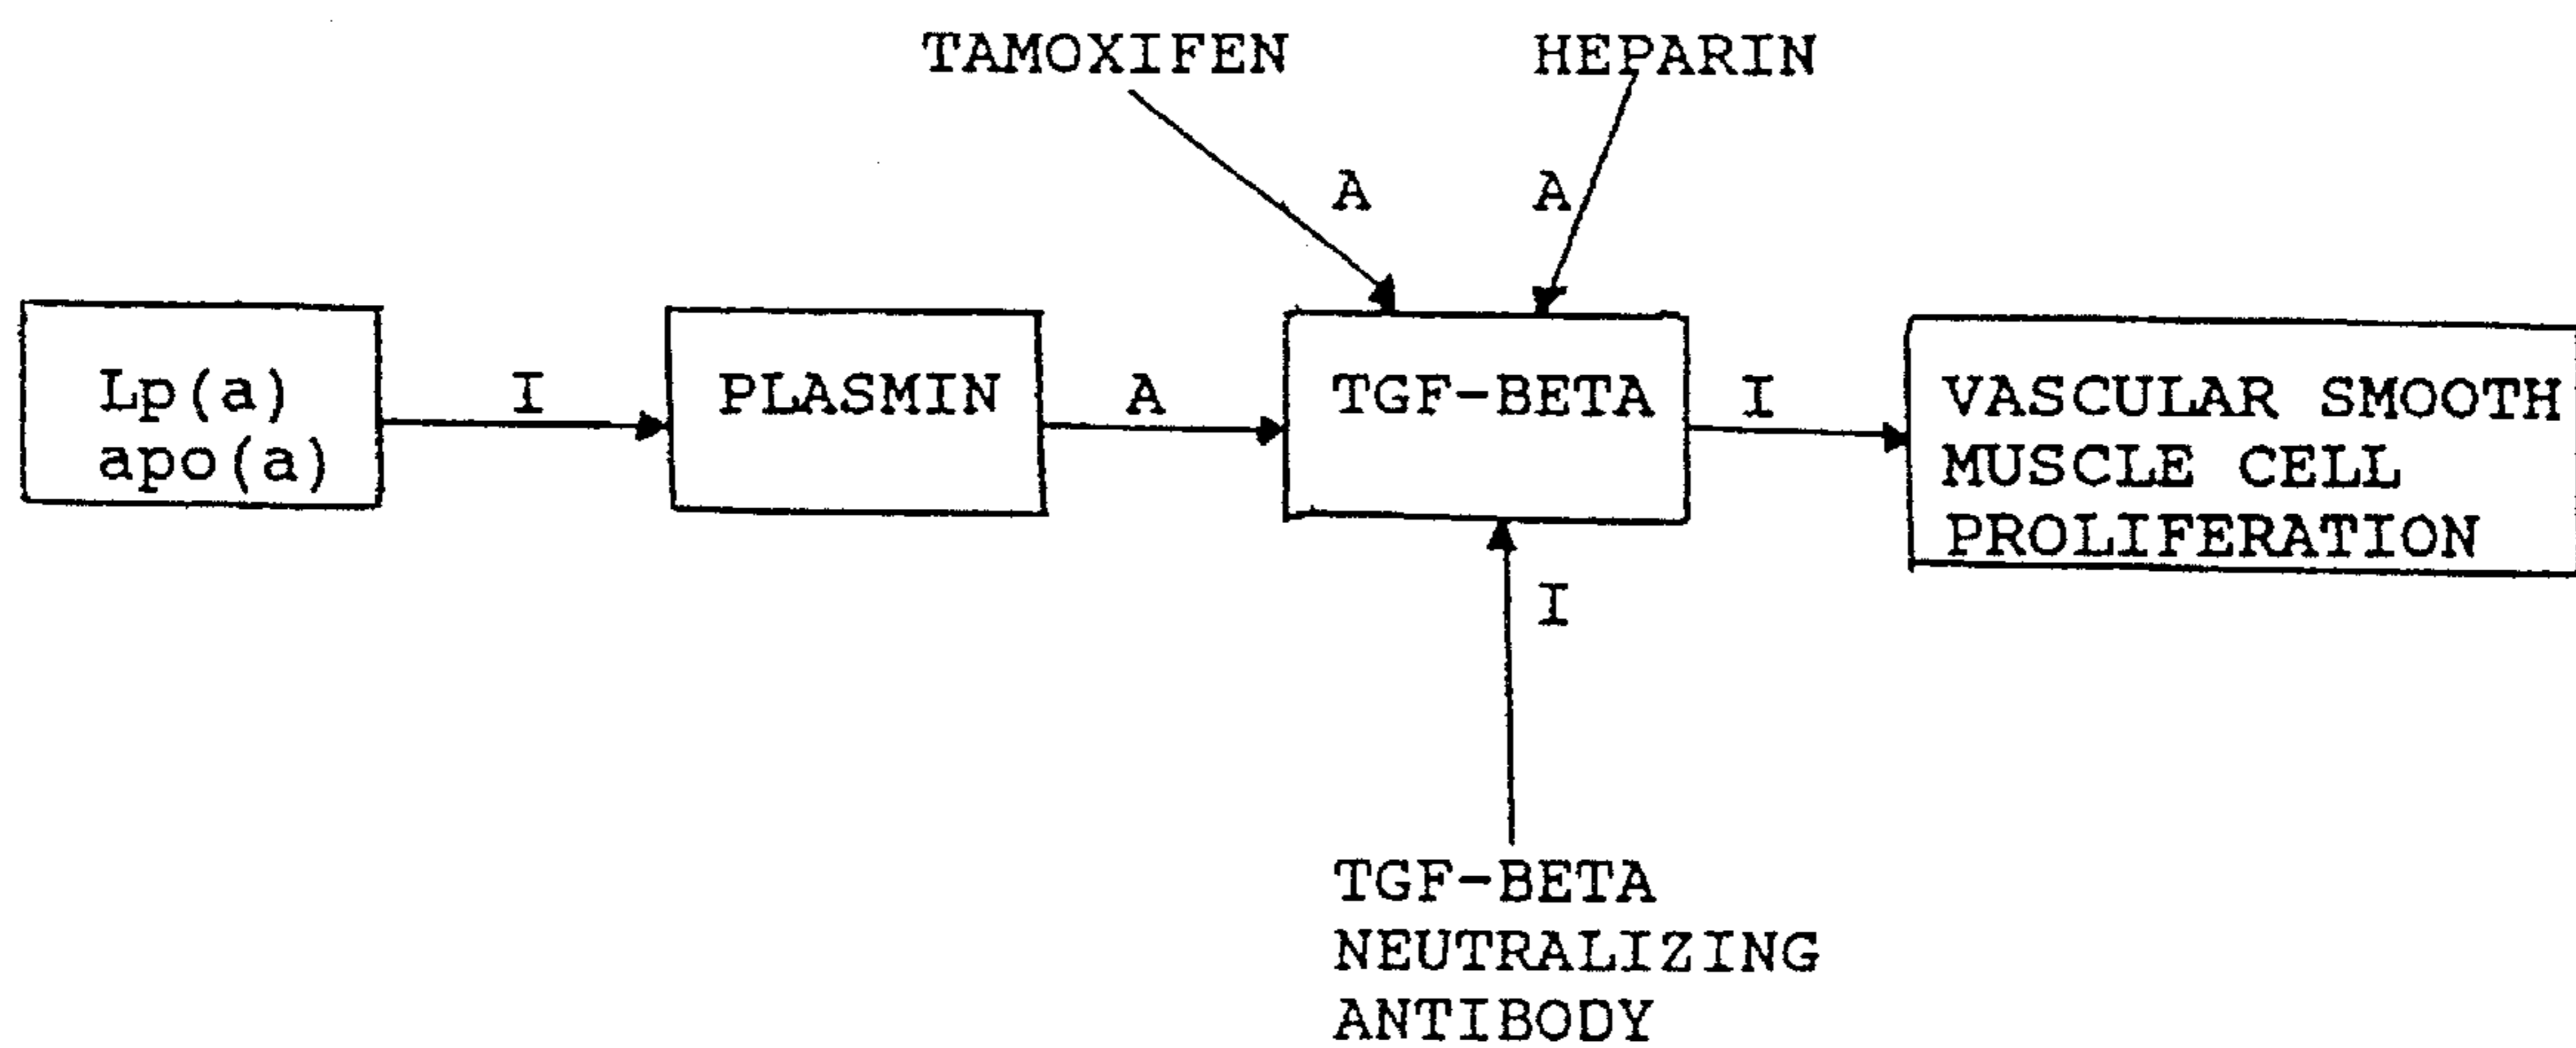 TAMOXIFEN
HEPARIN
A
A
Lp(a)
apo(a)
I
PLASMIN
A
TGF-BETA
I
VASCULAR SMOOTH
MUSCLE CELL
PROLIFERATION
I
TGF-BETA
NEUTRALIZING
ANTIBODY